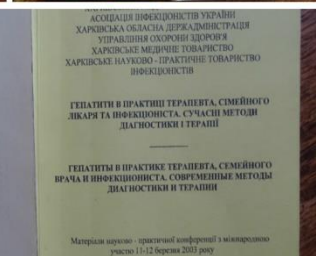 АСОЦІАЦІЯ ІНФЕКЦІОНІСТІВ УКРАЇНИ
ХАРКІВСЬКА ОБЛАСНА ДЕРЖАДМІНІСТРАЦІЯ
УПРАВЛІННЯ ОХОРОНИ ЗДОРОВ'Я
ХАРКІВСЬКЕ МЕДИЧНЕ ТОВАРИСТВО
ХАРКІВСЬКЕ НАУКОВО - ПРАКТИЧНЕ ТОВАРИСТВО
ІНФЕКЦІОНІСТІВ
ГЕПАТИТИ В ПРАКТИЦІ ТЕРАПЕВТА, СІМЕЙНОГО
ЛІКАРЯ ТА ІНФЕКЦІОНІСТА. СУЧАСНІ МЕТОДИ
ДІАГНОСТИКИ І ТЕРАПІЇ
ГЕПАТИТЫ В ПРАКТИКЕ ТЕРАПЕВТА, СЕМЕЙНОГО
ВРАЧА И ИНФЕКЦИОНИСТА. СОВРЕМЕННЫЕ МЕТОДЫ
ДИАГНОСТИКИ И ТЕРАПИИ
Матеріали науково - практичної конференції з міжнародною
участю 11-12 березня 2003 року